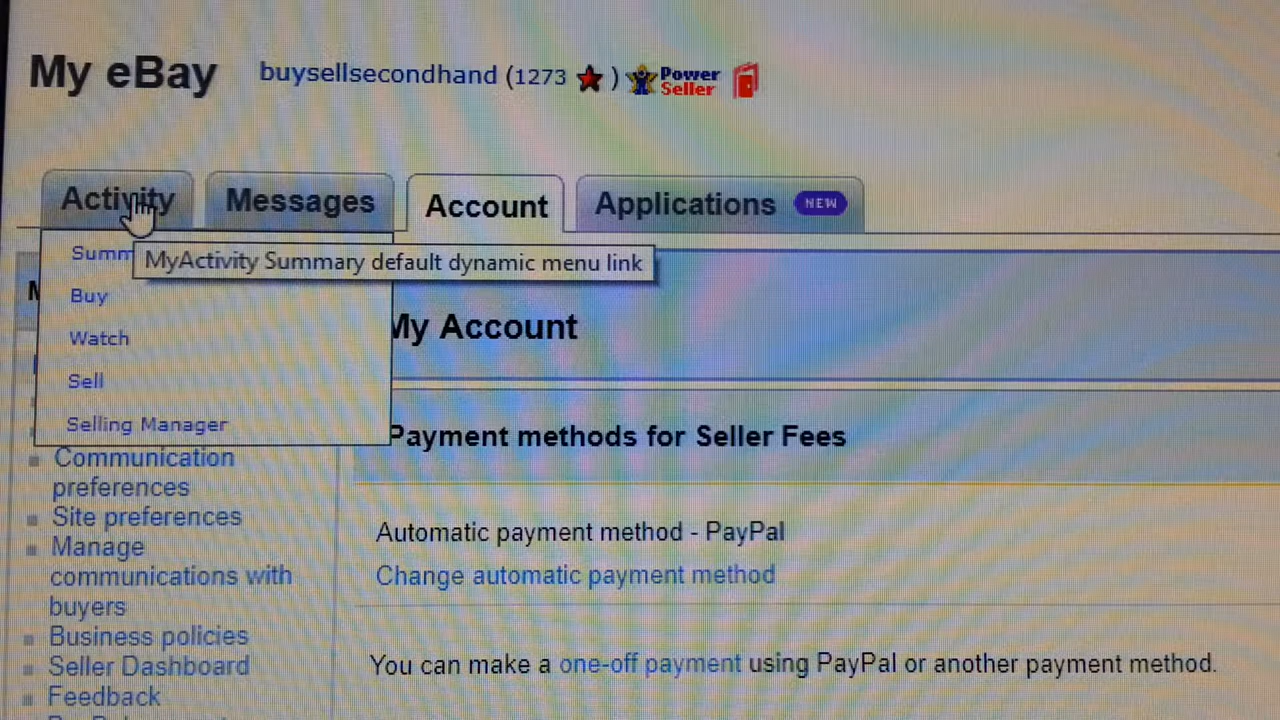 My eBay buysellsecondhand (1273 ) Power Seller
Activity Messages Account Applications NEW
MyActivity Summary default dynamic menu link
Buy
Watch
Sell
Selling Manager
My Account
Payment methods for Seller Fees
Communication
preferences
Site preferences
Manage
communications with
buyers
Business policies
Seller Dashboard
Feedback
Automatic payment method - PayPal
Change automatic payment method
You can make a one-off payment using PayPal or another payment method.